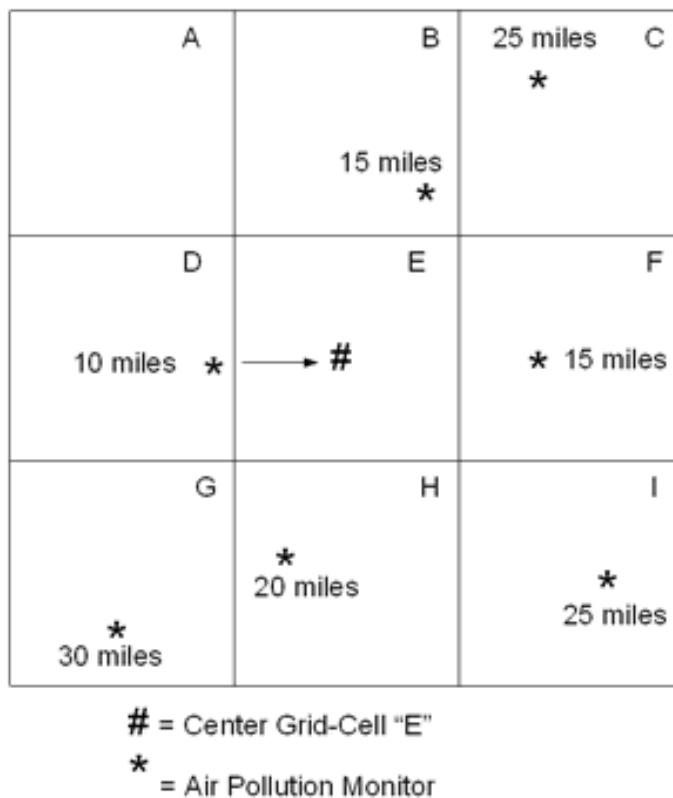 A
B
25 miles C
*
15 miles
*
D
E
F
10 miles * #
* 15 miles
G
H
I
*
20 miles
*
25 miles
*
30 miles
# = Center Grid-Cell “E”
* = Air Pollution Monitor